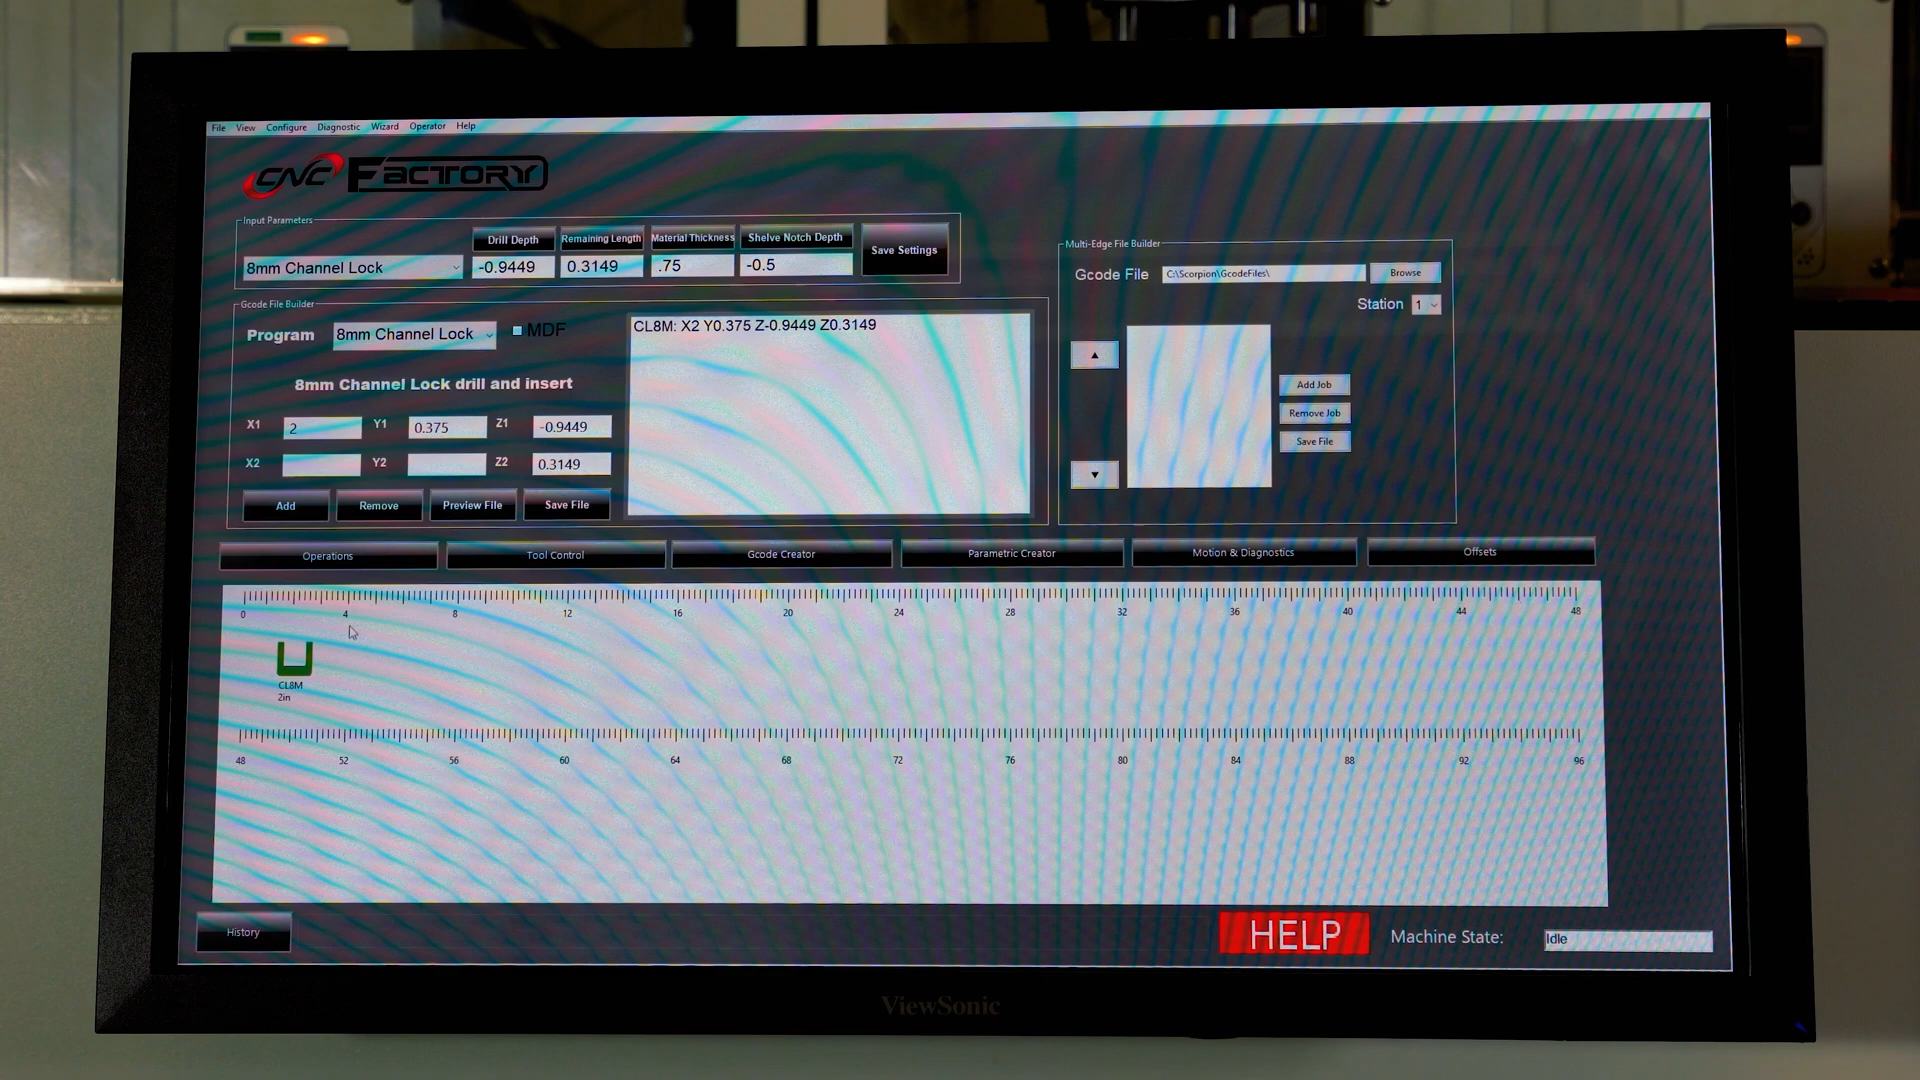 File View Configure Diagnostic Wizard Operator Help
CNC Factory
Input Parameters
Drill Depth Remaining Length Material Thickness Shelve Notch Depth
Save Settings
8mm Channel Lock -0.9449 0.3149 .75 -0.5
Multi-Edge File Builder
Gcode File C:\Scorpion\GcodeFiles\ Browse
Station 1
Add Job
Remove Job
Save File
Gcode File Builder
Program 8mm Channel Lock MDF
CL8M: X2 Y0.375 Z-0.9449 Z0.3149
8mm Channel Lock drill and insert
X1 2 Y1 0.375 Z1 -0.9449
X2 Y2 Z2 0.3149
Add Remove Preview File Save File
Operations Tool Control Gcode Creator Parametric Creator Motion & Diagnostics Offsets
0 4 8 12 16 20 24 28 32 36 40 44 48
CL8M
2in
48 52 56 60 64 68 72 76 80 84 88 92 96
History
HELP Machine State: Idle
ViewSonic